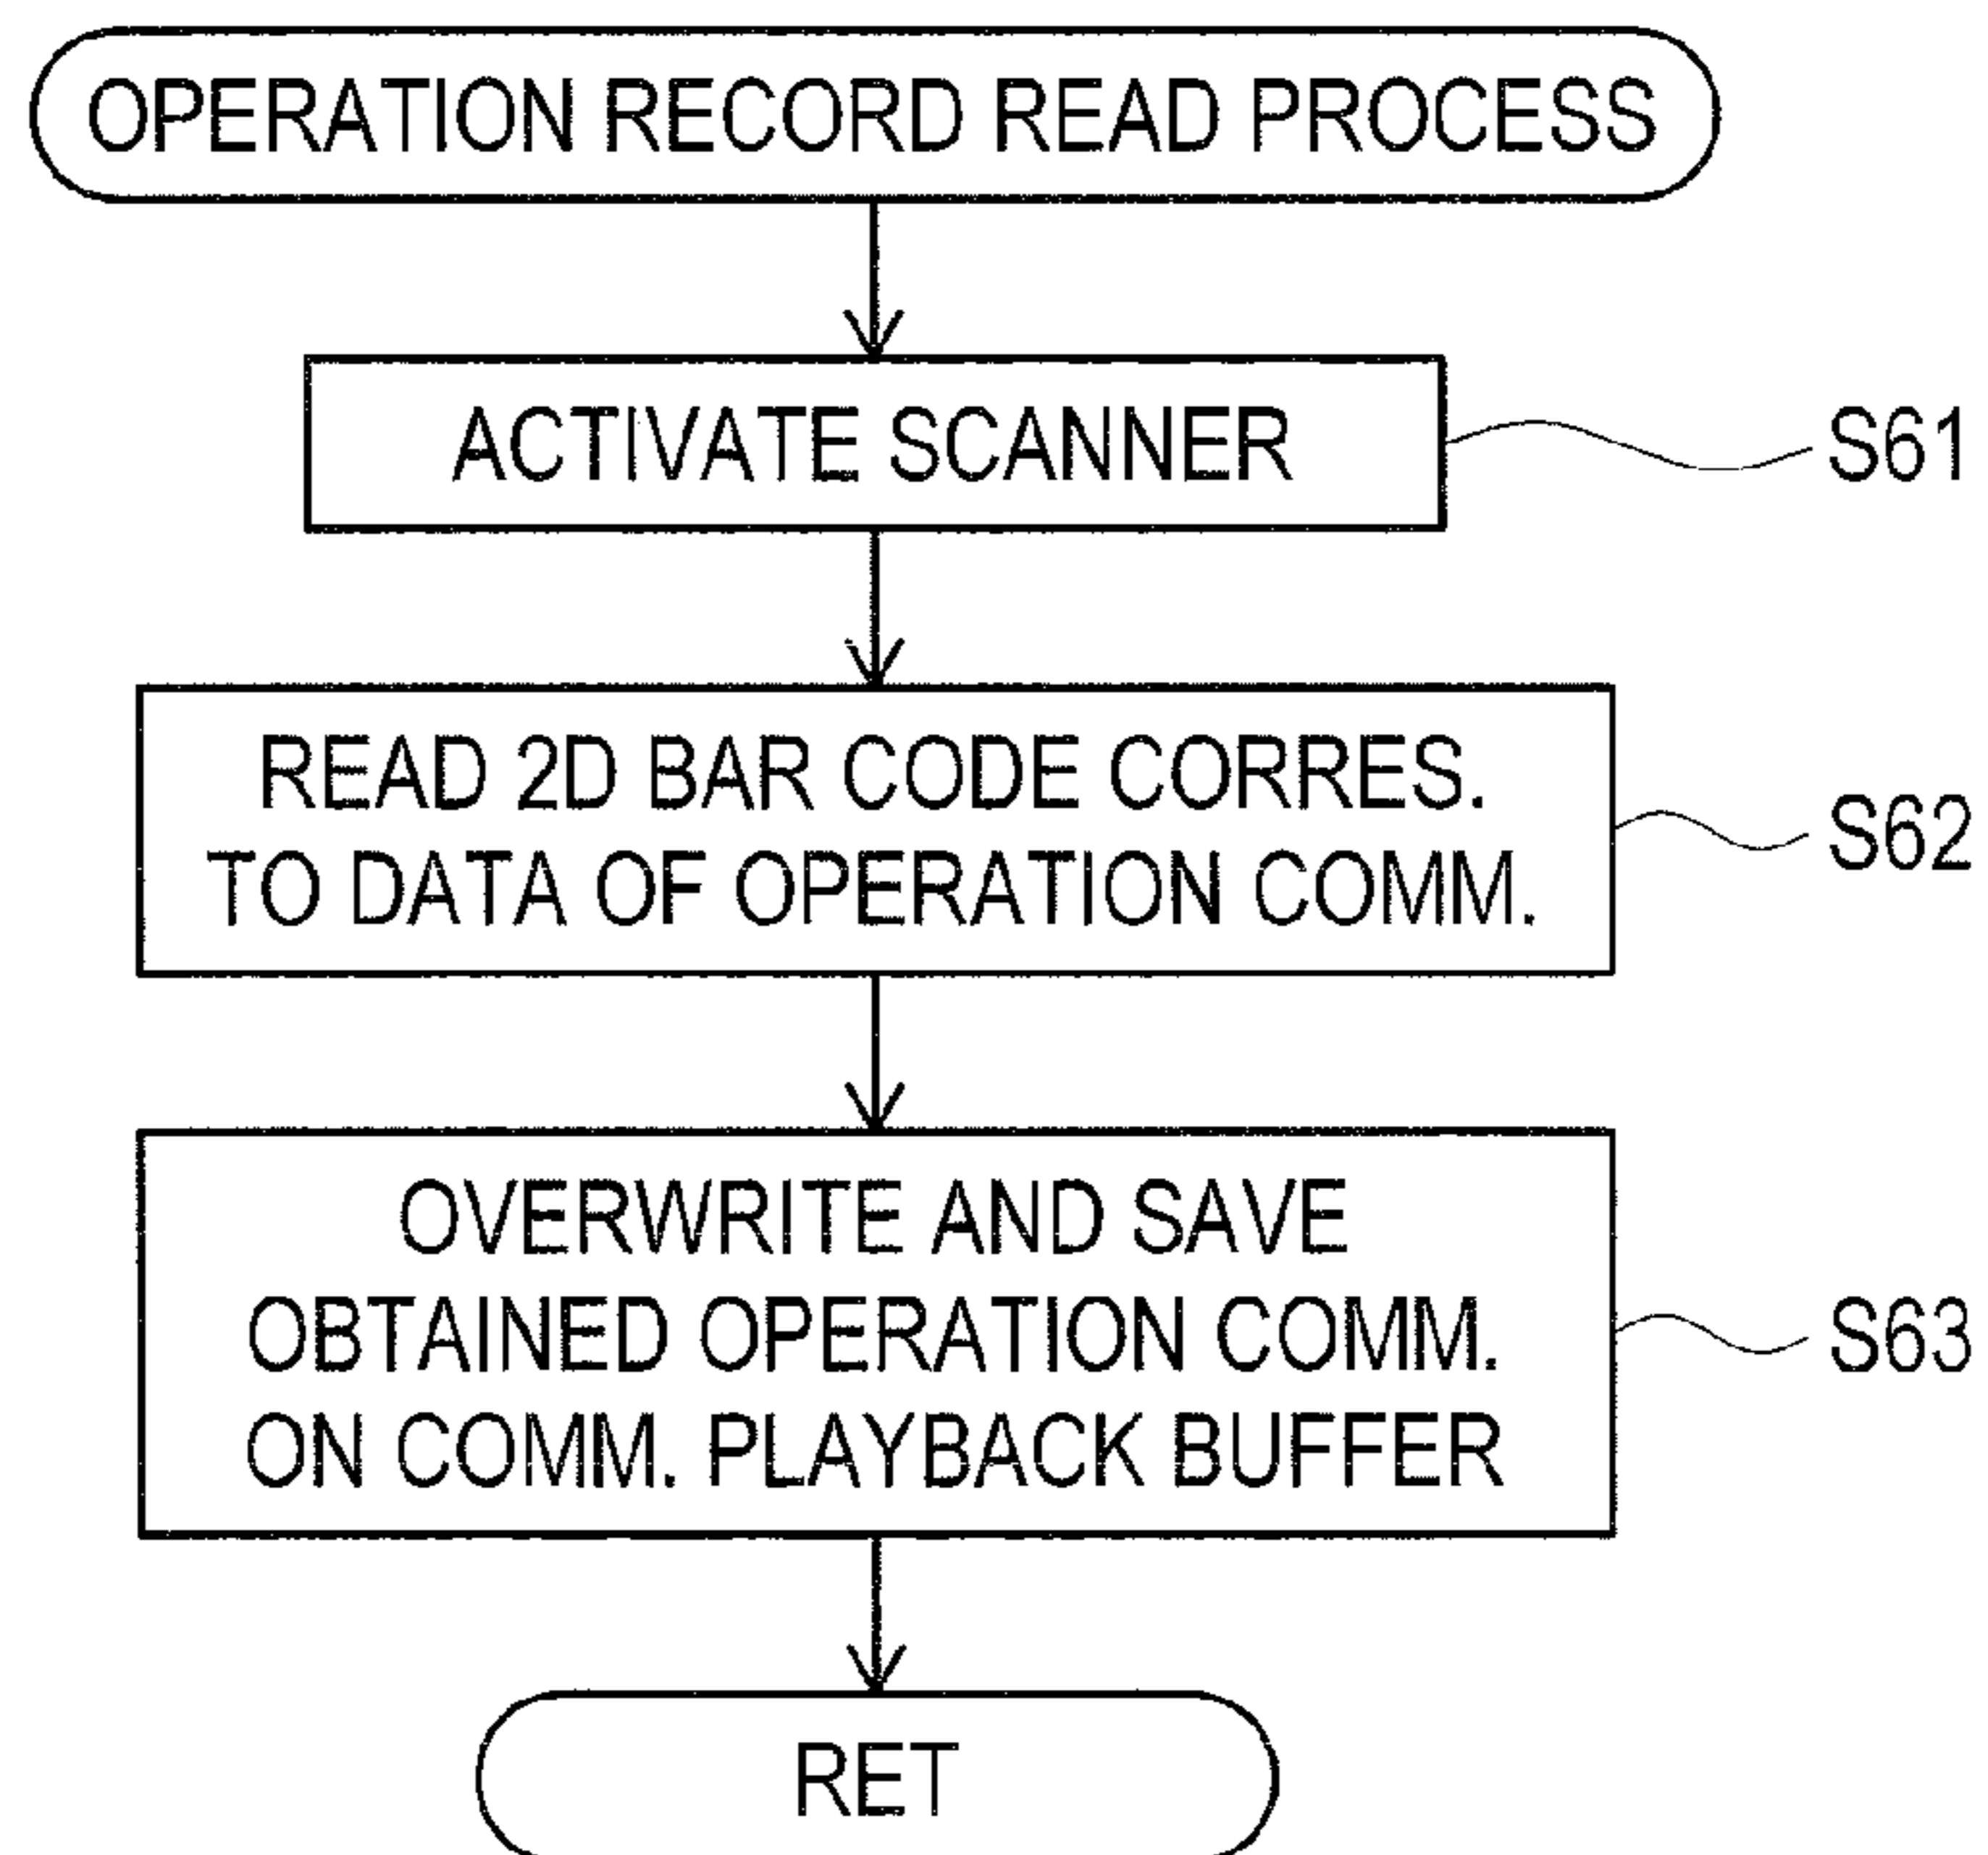 OPERATION RECORD READ PROCESS
ACTIVATE SCANNER
S61
READ 2D BAR CODE CORRES.
TO DATA OF OPERATION COMM.
S62
OVERWRITE AND SAVE
OBTAINED OPERATION COMM.
ON COMM. PLAYBACK BUFFER
S63
RET